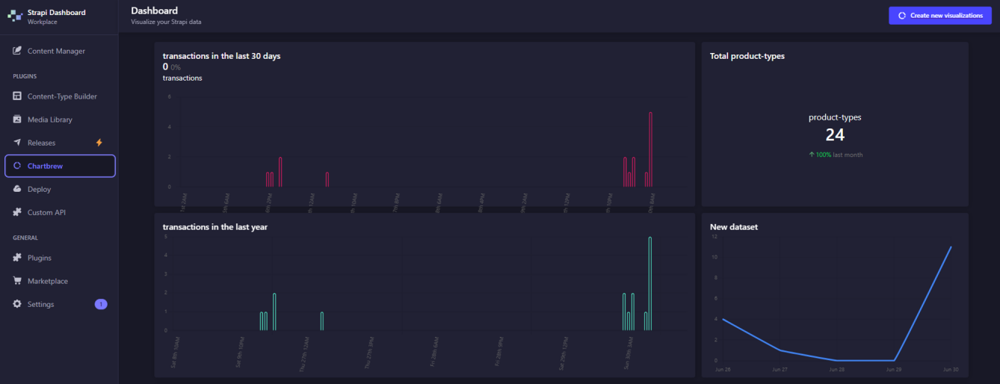 Strapi Dashboard
Workplace
Content Manager
PLUGINS
Content-Type Builder
Media Library
Releases
Chartbrew
Deploy
Custom API
GENERAL
Plugins
Marketplace
Settings
1
Dashboard
Visualize your Strapi data
Create new visualizations
transactions in the last 30 days
0 0%
transactions
6
4
2
0
Total product-types
product-types
24
100% last month
transactions in the last year
5
4
3
2
1
0
Sat 8th 10AM
Sat 8th 10PM
Thu 27th 12AM
Thu 27th 3PM
Fri 28th 6AM
Fri 28th 9PM
Sat 29th 12PM
Sun 30th 3AM
New dataset
12
10
8
6
4
2
0
Jun 26
Jun 27
Jun 28
Jun 29
Jun 30